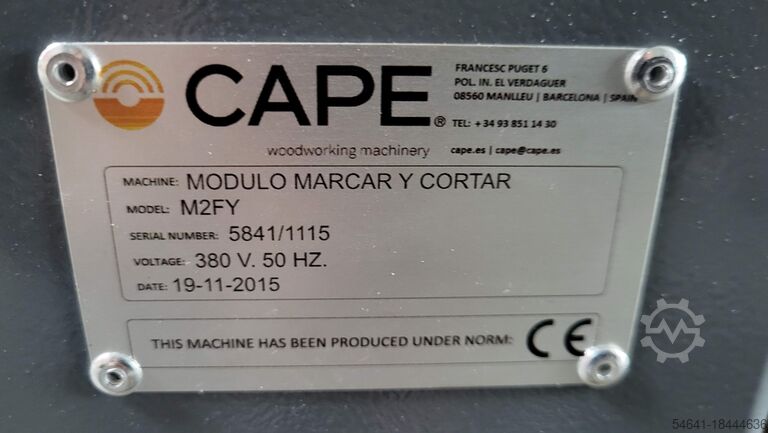 CAPE®
woodworking machinery
FRANCESC PUGET 6
POL. IN. EL VERDAGUER
08560 MANLLEU | BARCELONA | SPAIN
TEL: +34 93 851 14 30
cape.es | cape@cape.es
MACHINE: MODULO MARCAR Y CORTAR
MODEL: M2FY
SERIAL NUMBER: 5841/1115
VOLTAGE: 380 V. 50 HZ.
DATE: 19-11-2015
THIS MACHINE HAS BEEN PRODUCED UNDER NORM: CE
54641-18444636